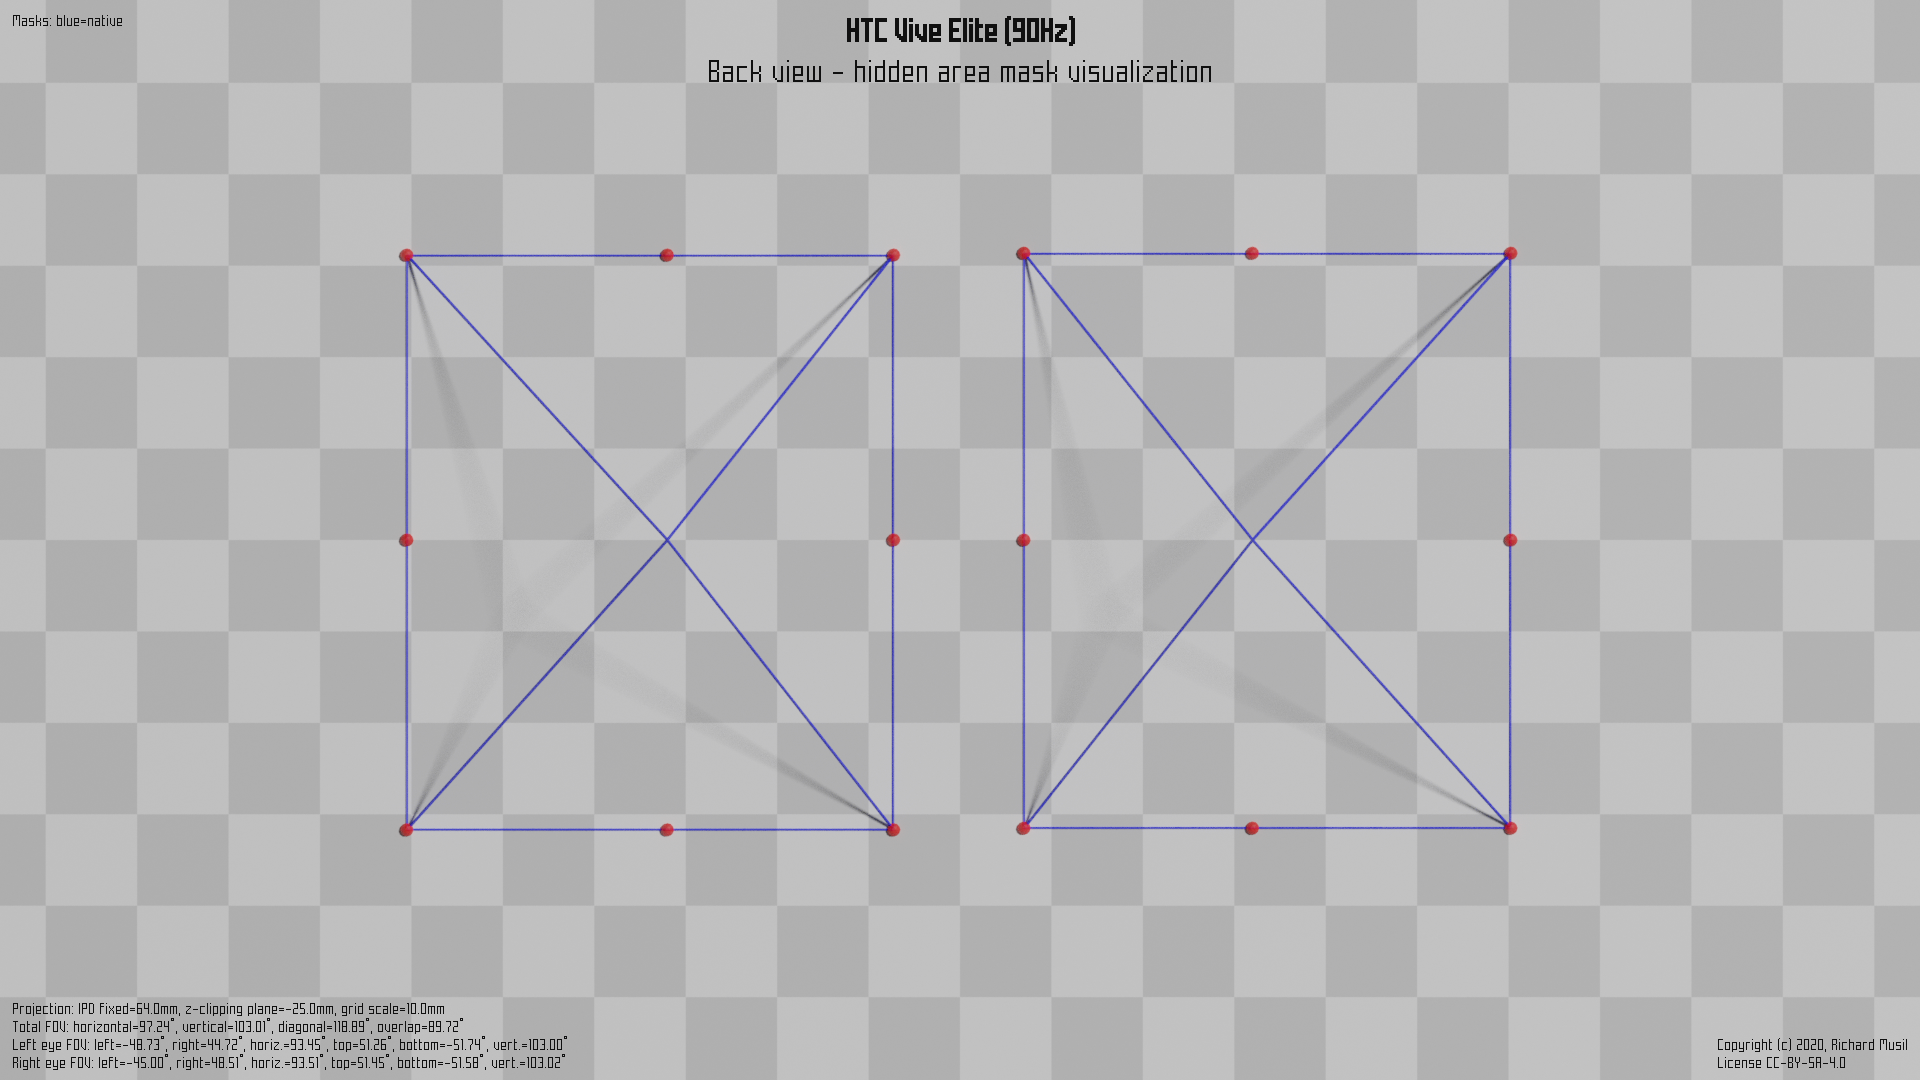 Masks: blue=native
HTC Vive Elite (90Hz)
Back view - hidden area mask visualization
Projection: IPD fixed=64.0mm, z-clipping plane=-25.0mm, grid scale=10.0mm
Total FOV: horizontal=97.24°, vertical=103.01°, diagonal=118.89°, overlap=89.72°
Left eye FOV: left=-48.73°, right=44.72°, horiz.=93.45°, top=51.26°, bottom=-51.74°, vert.=103.00°
Right eye FOV: left=-45.00°, right=48.51°, horiz.=93.51°, top=51.45°, bottom=-51.58°, vert.=103.02°
Copyright (c) 2020, Richard Musil
License CC-BY-SA-4.0